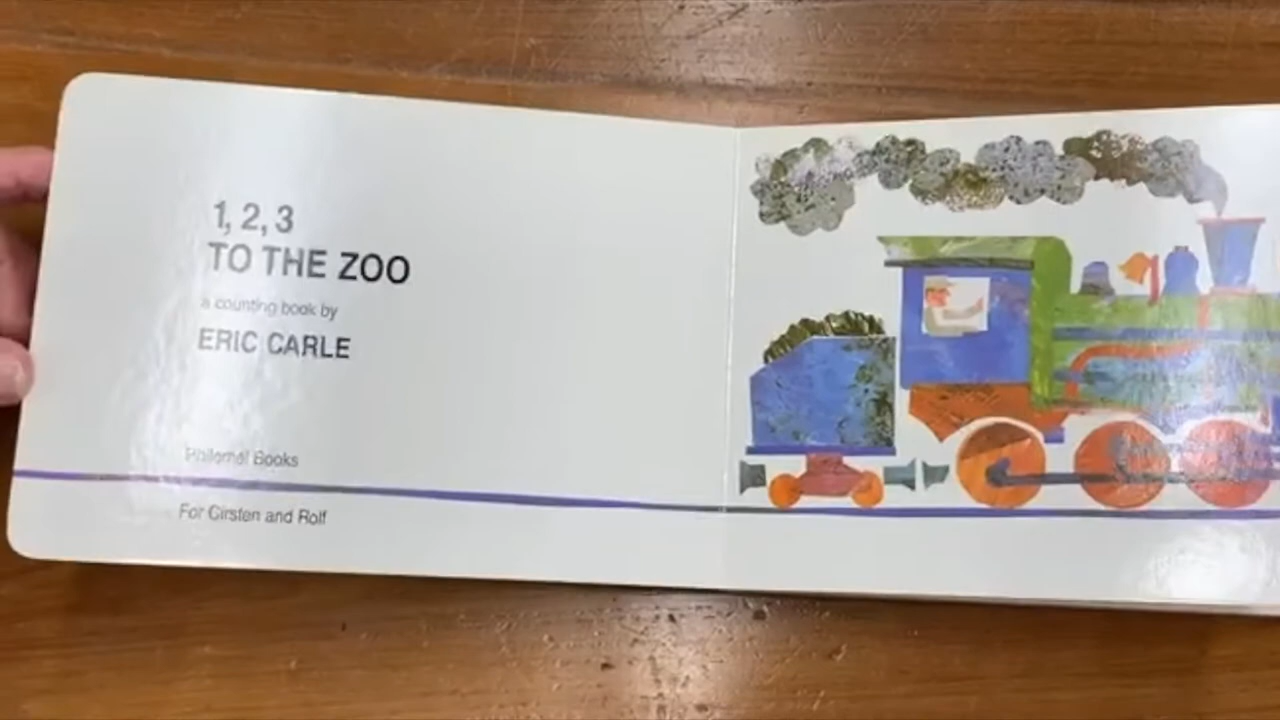 1, 2, 3
TO THE ZOO
a counting book by
ERIC CARLE
Philomel Books
For Cirsten and Rolf